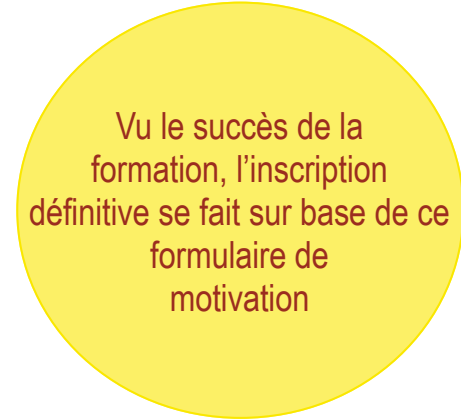 Vu le succès de la
formation, l’inscription
définitive se fait sur base de ce
formulaire de
motivation